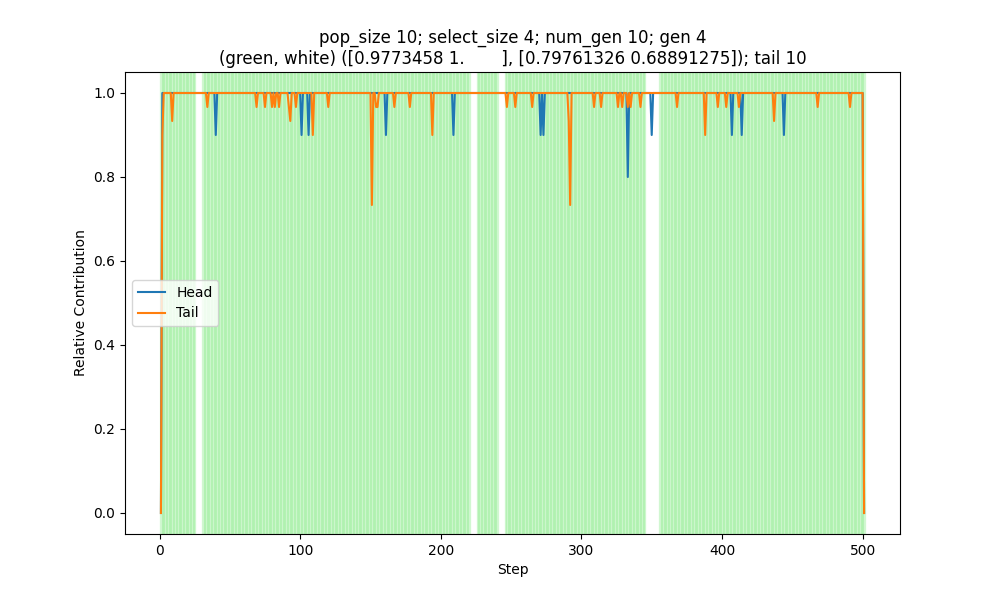 pop_size 10; select_size 4; num_gen 10; gen 4
(green, white) ([0.9773458 1.       ], [0.79761326 0.68891275]); tail 10
Relative Contribution
1.0
0.8
0.6
0.4
0.2
0.0
Head
Tail
0 100 200 300 400 500
Step